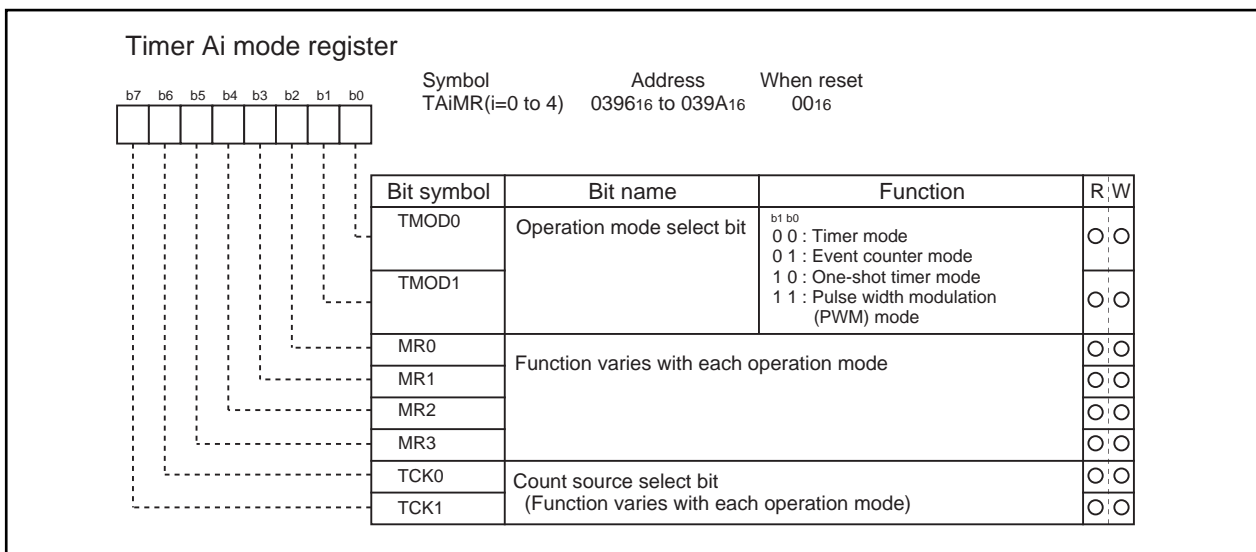 Timer Ai mode register
Symbol Address When reset
TAiMR(i=0 to 4) 039616 to 039A16 0016
b7 b6 b5 b4 b3 b2 b1 b0
Bit symbol Bit name Function R W
TMOD0 Operation mode select bit b1 b0
0 0 : Timer mode
0 1 : Event counter mode
TMOD1 1 0 : One-shot timer mode
1 1 : Pulse width modulation
(PWM) mode
MR0 Function varies with each operation mode
MR1
MR2
MR3
TCK0 Count source select bit
TCK1 (Function varies with each operation mode)